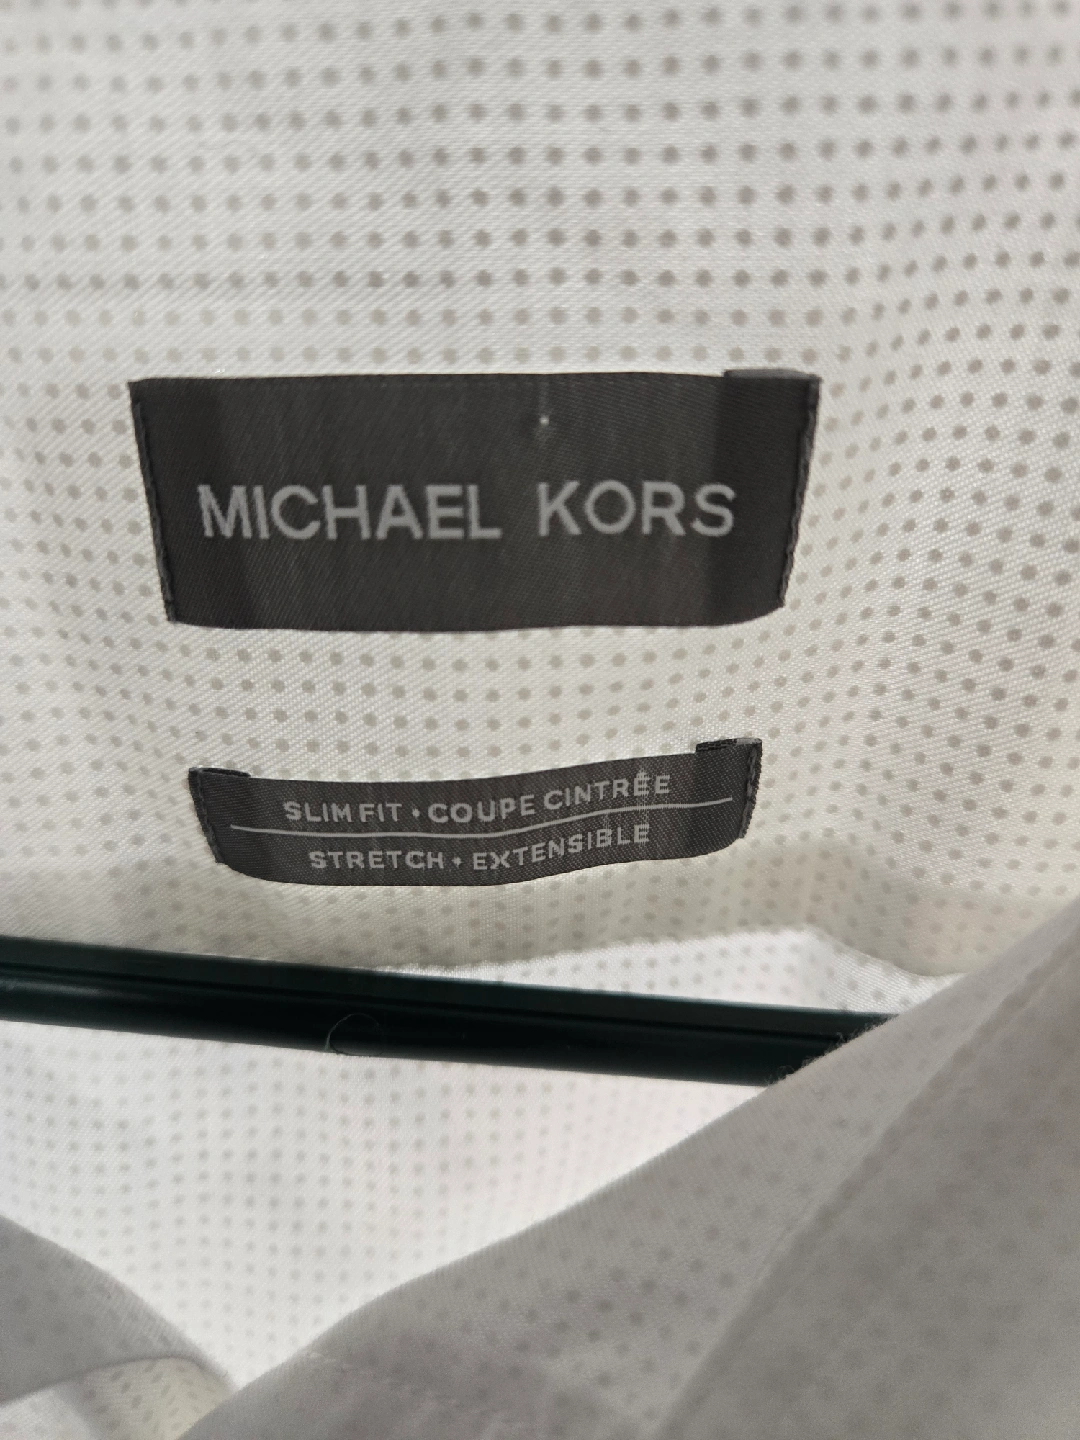 MICHAEL KORS
SLIM FIT • COUPE CINTRÉE
STRETCH • EXTENSIBLE